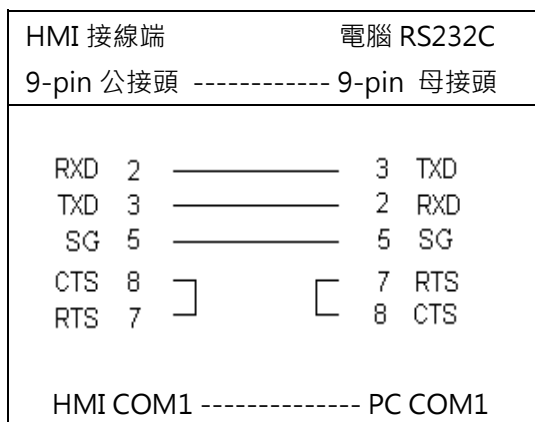 HMI 接線端 電腦 RS232C
9-pin 公接頭 ------------ 9-pin 母接頭
RXD 2 3 TXD
TXD 3 2 RXD
SG 5 5 SG
CTS 8 7 RTS
RTS 7 8 CTS
HMI COM1 -------------- PC COM1